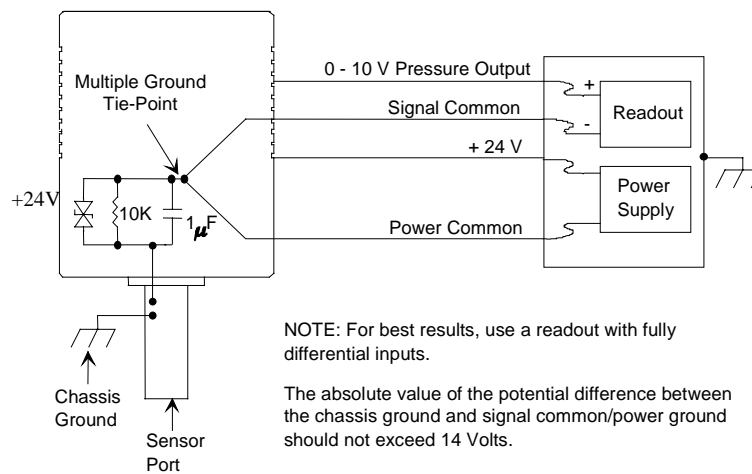 0 - 10 V Pressure Output
Multiple Ground
Tie-Point
Signal Common
+
-
Readout
+ 24 V
+24V
10K
1μF
Power
Supply
Power Common
NOTE: For best results, use a readout with fully
differential inputs.
The absolute value of the potential difference between
the chassis ground and signal common/power ground
should not exceed 14 Volts.
Chassis
Ground
Sensor
Port